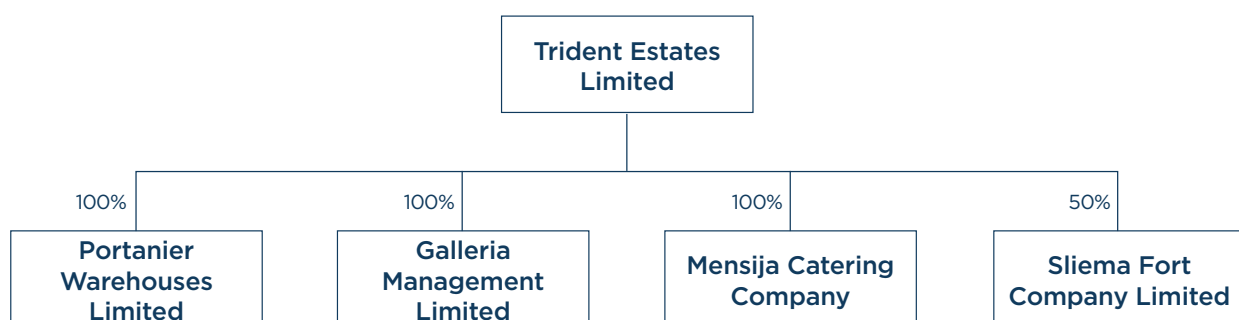 Trident Estates
Limited
100%
100%
100%
50%
Portanier
Warehouses
Limited
Galleria
Management
Limited
Mensija Catering
Company
Sliema Fort
Company Limited